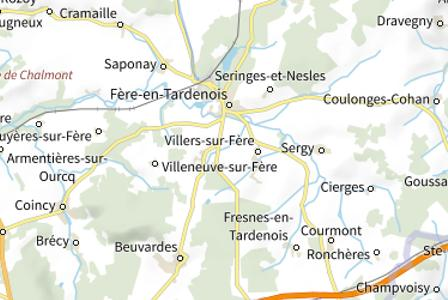 Cramaille
Dravegny
Saponay
e de Chalmont
Seringes-et-Nesles
Fère-en-Tardenois
Coulonges-Cohan
Villers-sur-Fère
Sergy
Armentières-sur-
Ourcq
Villeneuve-sur-Fère
Cierges
Goussa
Coincy
Fresnes-en-
Tardenois
Courmont
Brécy
Beuvardes
Ronchères
Ste-
Champvoisy